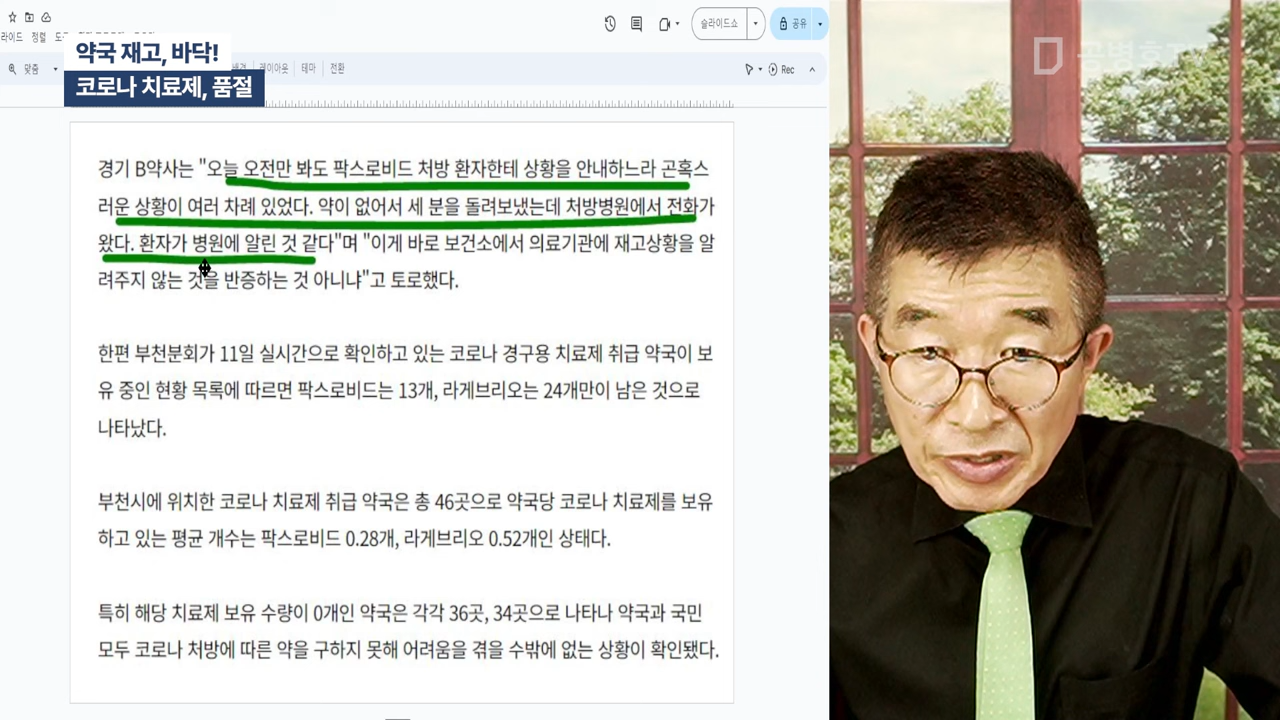 약국 재고, 바닥!
코로나 치료제, 품절
슬라이드쇼
공유
라이드
정렬
맞춤
레이아웃
테마
전환
Rec
공병호TV
경기 B약사는 "오늘 오전만 봐도 팍스로비드 처방 환자한테 상황을 안내하느라 곤혹스
러운 상황이 여러 차례 있었다. 약이 없어서 세 분을 돌려보냈는데 처방병원에서 전화가
왔다. 환자가 병원에 알린 것 같다"며 "이게 바로 보건소에서 의료기관에 재고상황을 알
려주지 않는 것을 반증하는 것 아니냐"고 토로했다.
한편 부천분회가 11일 실시간으로 확인하고 있는 코로나 경구용 치료제 취급 약국이 보
유 중인 현황 목록에 따르면 팍스로비드는 13개, 라게브리오는 24개만이 남은 것으로
나타났다.
부천시에 위치한 코로나 치료제 취급 약국은 총 46곳으로 약국당 코로나 치료제를 보유
하고 있는 평균 개수는 팍스로비드 0.28개, 라게브리오 0.52개인 상태다.
특히 해당 치료제 보유 수량이 0개인 약국은 각각 36곳, 34곳으로 나타나 약국과 국민
모두 코로나 처방에 따른 약을 구하지 못해 어려움을 겪을 수밖에 없는 상황이 확인됐다.